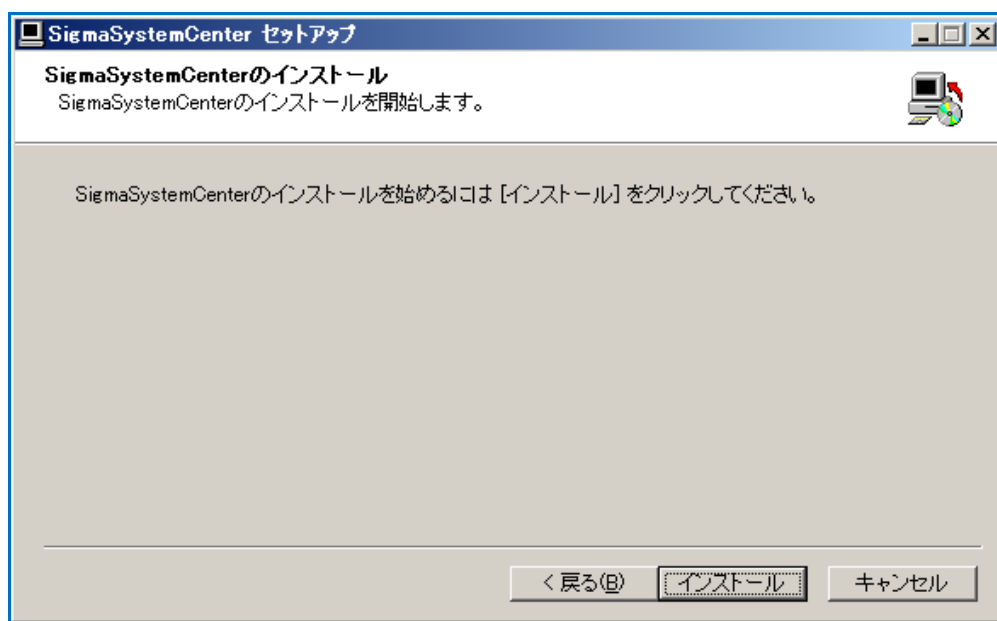 SigmaSystemCenter セットアップ
SigmaSystemCenterのインストール
SigmaSystemCenterのインストールを開始します。
SigmaSystemCenterのインストールを始めるには [インストール] をクリックしてください。
< 戻る(B)
インストール
キャンセル